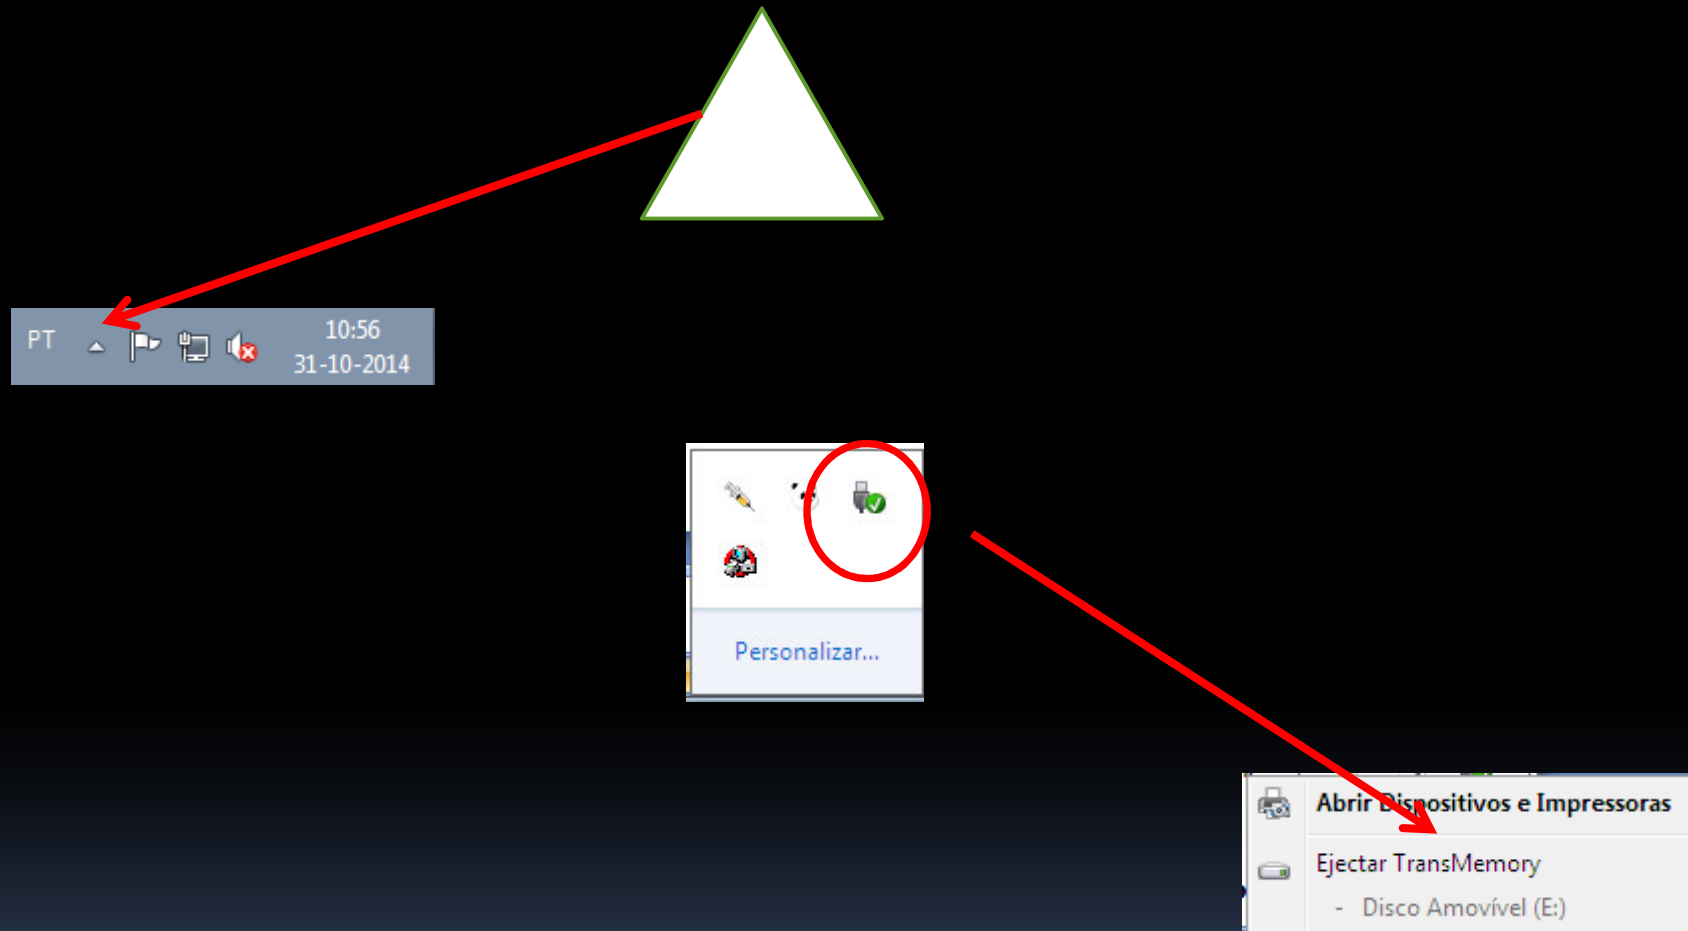 PT
10:56
31-10-2014
Personalizar...
Abrir Dispositivos e Impressoras
Ejectar TransMemory
- Disco Amovível (E:)